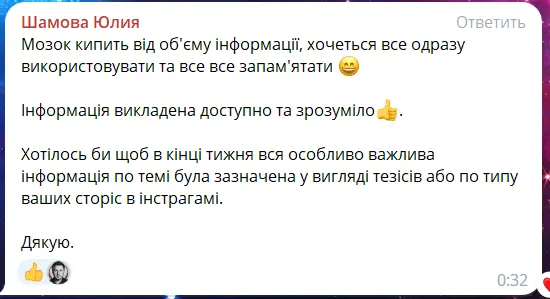 Шамова Юлия
Ответить
Мозок кипить від об'єму інформації, хочеться все одразу
використовувати та все все запам'ятати 😄
Інформація викладена доступно та зрозуміло👍.
Хотілось би щоб в кінці тижня вся особливо важлива
інформація по темі була зазначена у вигляді тезісів або по типу
ваших сторіс в інстрагамі.
Дякую.
👍
0:32